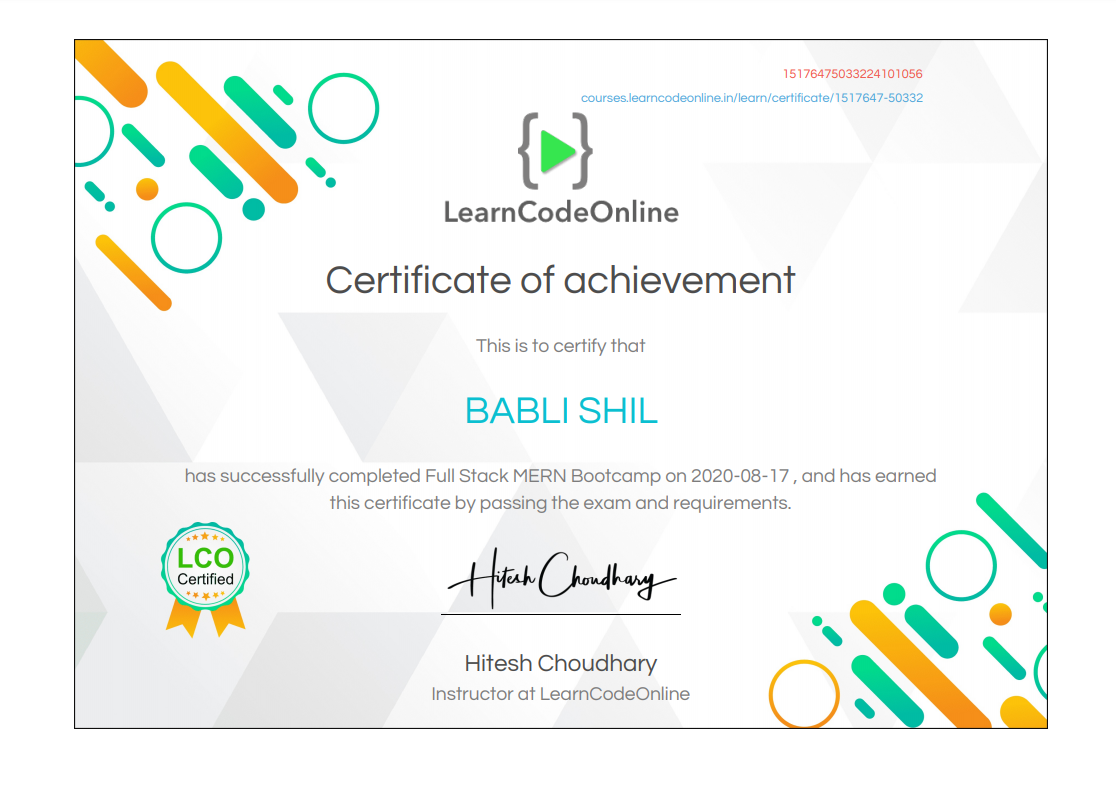 15176475033224101056
courses.learncodeonline.in/learn/certificate/1517647-50332
LearnCodeOnline
Certificate of achievement
This is to certify that
BABLI SHIL
has successfully completed Full Stack MERN Bootcamp on 2020-08-17 , and has earned
this certificate by passing the exam and requirements.
LCO
Certified
Hitesh Choudhary
Hitesh Choudhary
Instructor at LearnCodeOnline